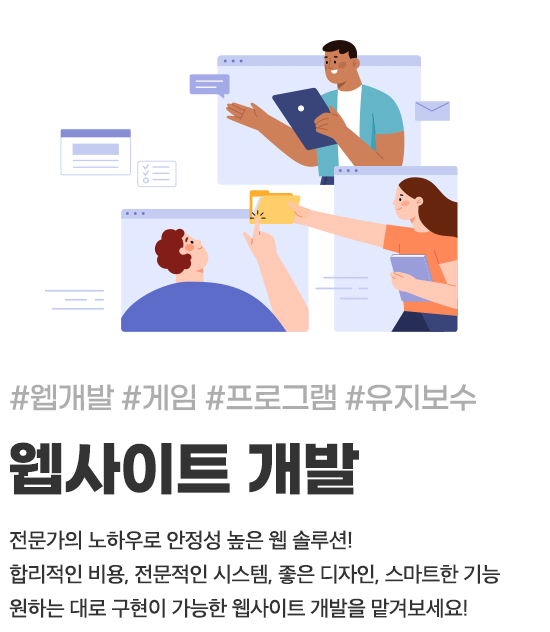 #웹개발 #게임 #프로그램 #유지보수
웹사이트 개발
전문가의 노하우로 안정성 높은 웹 솔루션!
합리적인 비용, 전문적인 시스템, 좋은 디자인, 스마트한 기능
원하는 대로 구현이 가능한 웹사이트 개발을 맡겨보세요!